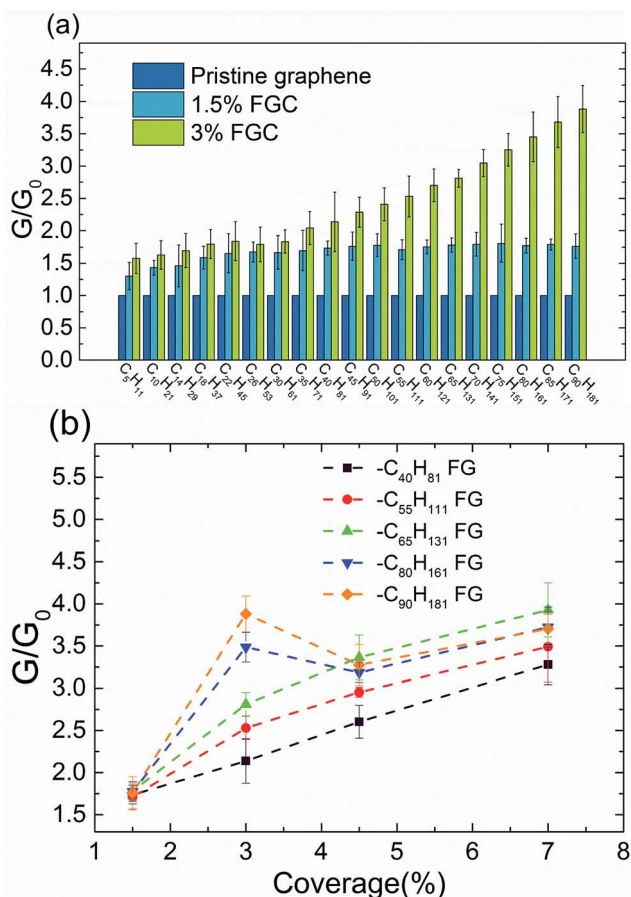 (a)
G/G₀
4.5
4.0
3.5
3.0
2.5
2.0
1.5
1.0
0.5
0.0
Pristine graphene
1.5% FGC
3% FGC
C₅H₁₁
C₁₀H₂₁
C₁₄H₂₉
C₁₈H₃₇
C₂₂H₄₅
C₂₆H₅₃
C₃₀H₆₁
C₃₅H₇₁
C₄₀H₈₁
C₄₅H₉₁
C₅₀H₁₀₁
C₅₅H₁₁₁
C₆₀H₁₂₁
C₆₅H₁₃₁
C₇₀H₁₄₁
C₇₅H₁₅₁
C₈₀H₁₆₁
C₈₅H₁₇₁
C₉₀H₁₈₁
(b)
G/G₀
5.5
5.0
4.5
4.0
3.5
3.0
2.5
2.0
1.5
-C₄₀H₈₁ FG
-C₅₅H₁₁₁ FG
-C₆₅H₁₃₁ FG
-C₈₀H₁₆₁ FG
-C₉₀H₁₈₁ FG
1 2 3 4 5 6 7 8
Coverage(%)